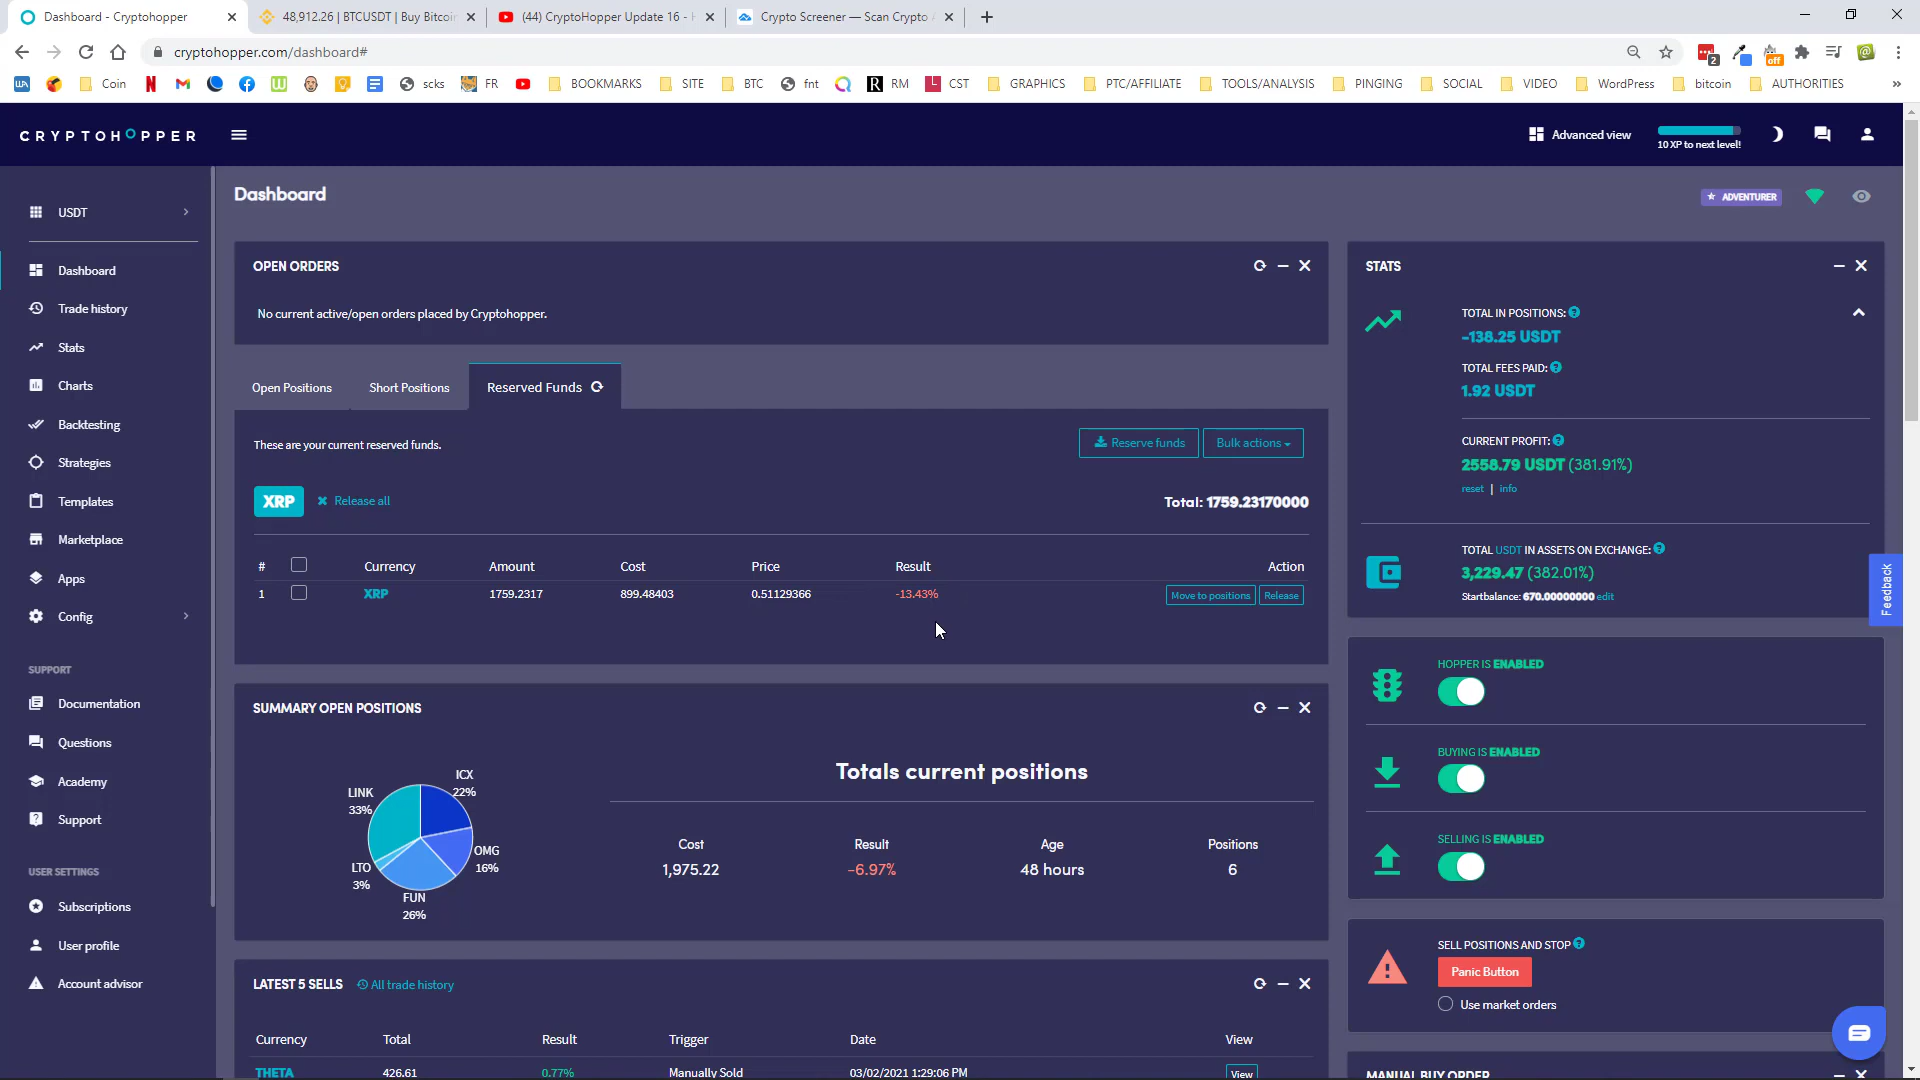 Dashboard - Cryptohopper
48,912.26 | BTCUSDT | Buy Bitcoin
(44) CryptoHopper Update 16 - H
Crypto Screener — Scan Crypto
cryptohopper.com/dashboard#
2
off
Coin
scks
FR
BOOKMARKS
SITE
BTC
fnt
RM
CST
GRAPHICS
PTC/AFFILIATE
TOOLS/ANALYSIS
PINGING
SOCIAL
VIDEO
WordPress
bitcoin
AUTHORITIES
CRYPTOHOPPER
Advanced view
10 XP to next level!
USDT
Dashboard
Trade history
Stats
Charts
Backtesting
Strategies
Templates
Marketplace
Apps
Config
SUPPORT
Documentation
Questions
Academy
Support
USER SETTINGS
Subscriptions
User profile
Account advisor
Dashboard
ADVENTURER
OPEN ORDERS
No current active/open orders placed by Cryptohopper.
Open Positions Short Positions Reserved Funds
These are your current reserved funds.
Reserve funds Bulk actions
XRP Release all Total: 1759.23170000
# Currency Amount Cost Price Result Action
1 XRP 1759.2317 899.48403 0.51129366 -13.43% Move to positions Release
SUMMARY OPEN POSITIONS
ICX
22%
LINK
33%
OMG
16%
LTO
3%
FUN
26%
Totals current positions
Cost Result Age Positions
1,975.22 -6.97% 48 hours 6
LATEST 5 SELLS All trade history
Currency Total Result Trigger Date View
THETA 426.61 0.77% Manually Sold 03/02/2021 1:29:06 PM View
STATS
TOTAL IN POSITIONS: ?
-138.25 USDT
TOTAL FEES PAID: ?
1.92 USDT
CURRENT PROFIT: ?
2558.79 USDT (381.91%)
reset | info
TOTAL USDT IN ASSETS ON EXCHANGE: ?
3,229.47 (382.01%)
Startbalance: 670.00000000 edit
Feedback
HOPPER IS ENABLED
BUYING IS ENABLED
SELLING IS ENABLED
SELL POSITIONS AND STOP ?
Panic Button
Use market orders
MANUAL BUY ORDER